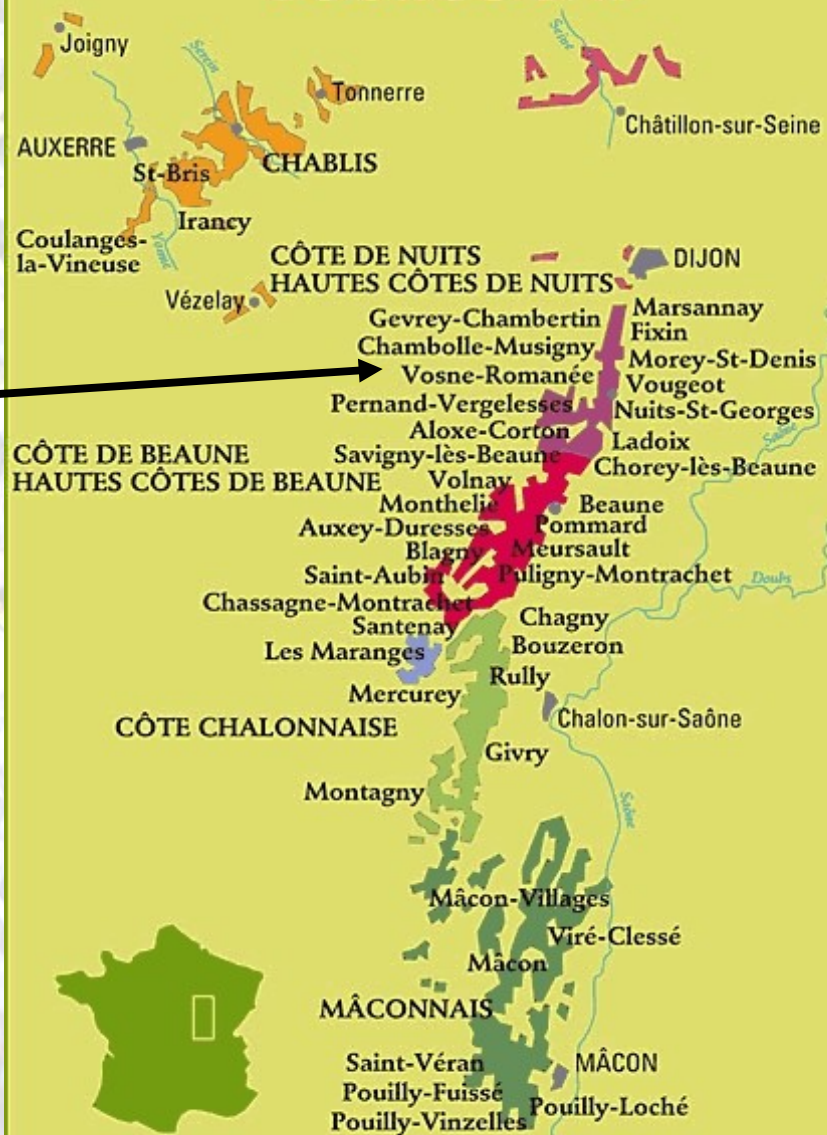 Joigny
Serein
Seine
Tonnerre
Châtillon-sur-Seine
AUXERRE
St-Bris
CHABLIS
Irancy
Coulanges-
la-Vineuse
Yonne
CÔTE DE NUITS
HAUTES CÔTES DE NUITS
DIJON
Vézelay
Gevrey-Chambertin
Marsannay
Fixin
Chambolle-Musigny
Morey-St-Denis
Vosne-Romanée
Vougeot
Pernand-Vergelesses
Nuits-St-Georges
Aloxe-Corton
Ladoix
Saône
CÔTE DE BEAUNE
HAUTES CÔTES DE BEAUNE
Savigny-lès-Beaune
Chorey-lès-Beaune
Volnay
Monthelie
Beaune
Auxey-Duresses
Pommard
Blagny
Meursault
Saint-Aubin
Puligny-Montrachet
Doubs
Chassagne-Montrachet
Santenay
Chagny
Les Maranges
Bouzeron
Rully
Mercurey
CÔTE CHALONNAISE
Chalon-sur-Saône
Givry
Montagny
Saône
Mâcon-Villages
Viré-Clessé
Mâcon
MÂCONNAIS
Saint-Véran
MÂCON
Pouilly-Fuissé
Pouilly-Loché
Pouilly-Vinzelles